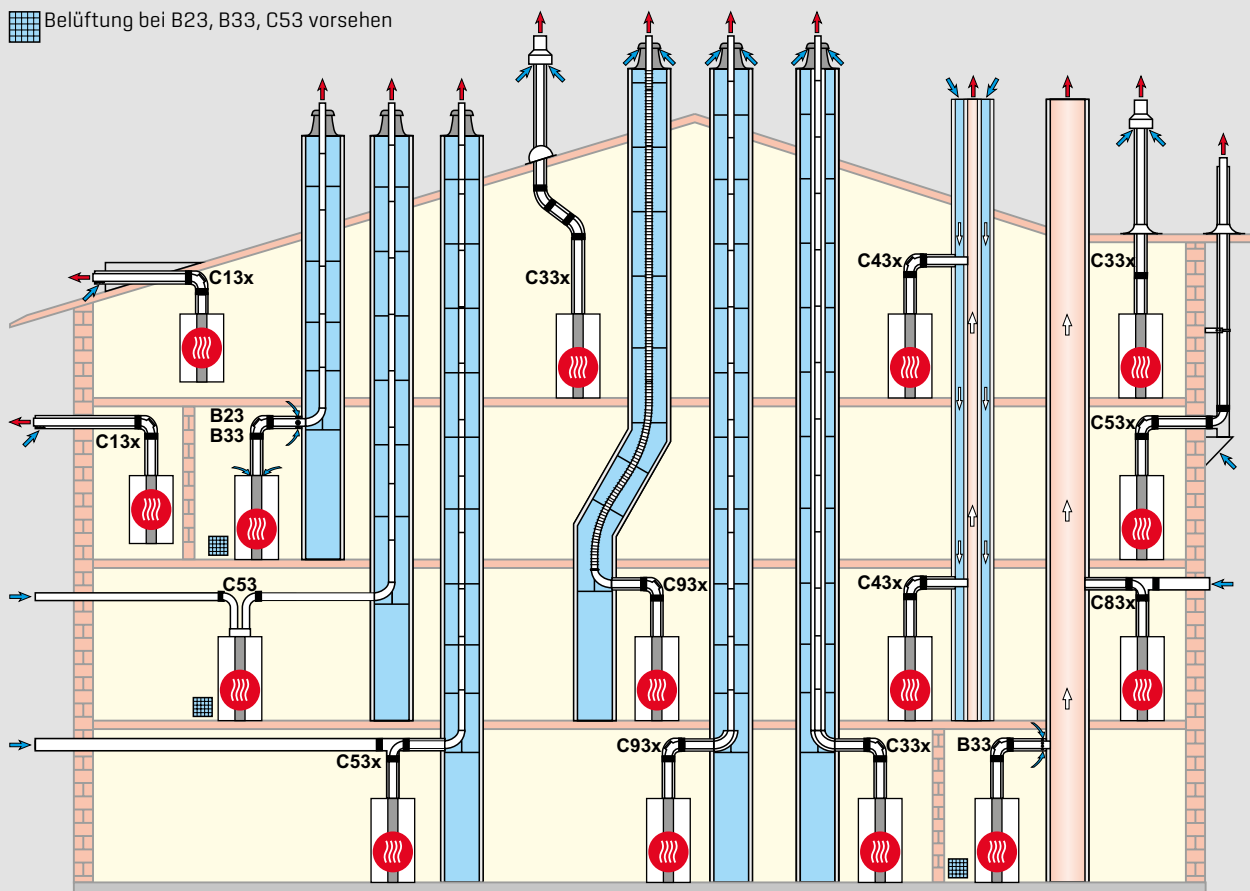 Belüftung bei B23, B33, C53 vorsehen
C13x
C33x
C43x
C33x
C13x
B23
B33
C53x
C53
C93x
C43x
C83x
C53x
C93x
C33x
B33